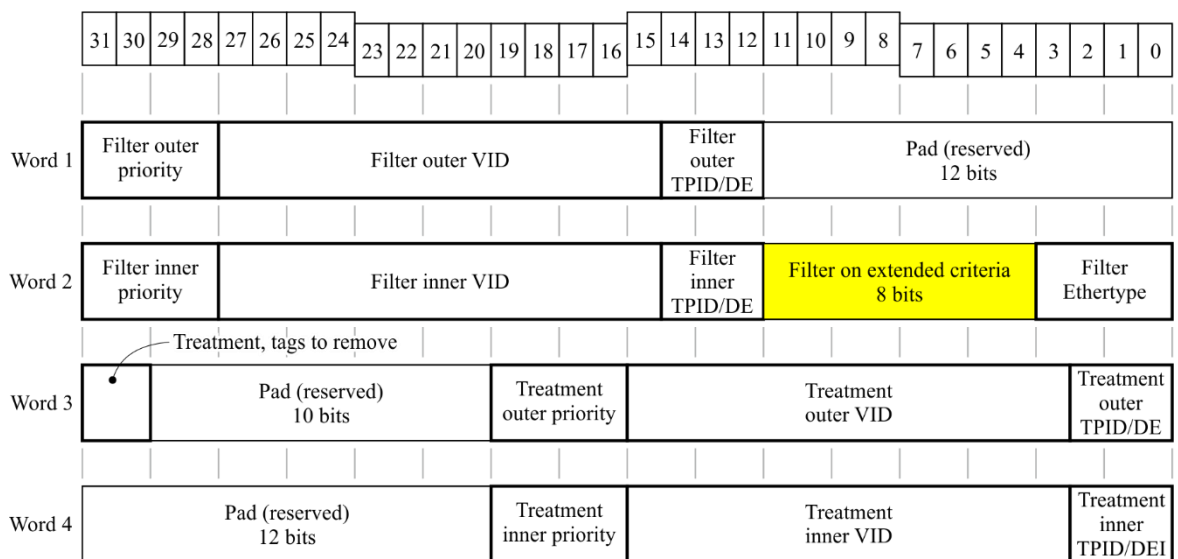 31 30 29 28 27 26 25 24 23 22 21 20 19 18 17 16 15 14 13 12 11 10 9 8 7 6 5 4 3 2 1 0
Word 1
Filter outer
priority
Filter outer VID
Filter
outer
TPID/DE
Pad (reserved)
12 bits
Word 2
Filter inner
priority
Filter inner VID
Filter
inner
TPID/DE
Filter on extended criteria
8 bits
Filter
Ethertype
Treatment, tags to remove
Word 3
Pad (reserved)
10 bits
Treatment
outer priority
Treatment
outer VID
Treatment
outer
TPID/DE
Word 4
Pad (reserved)
12 bits
Treatment
inner priority
Treatment
inner VID
Treatment
inner
TPID/DEI